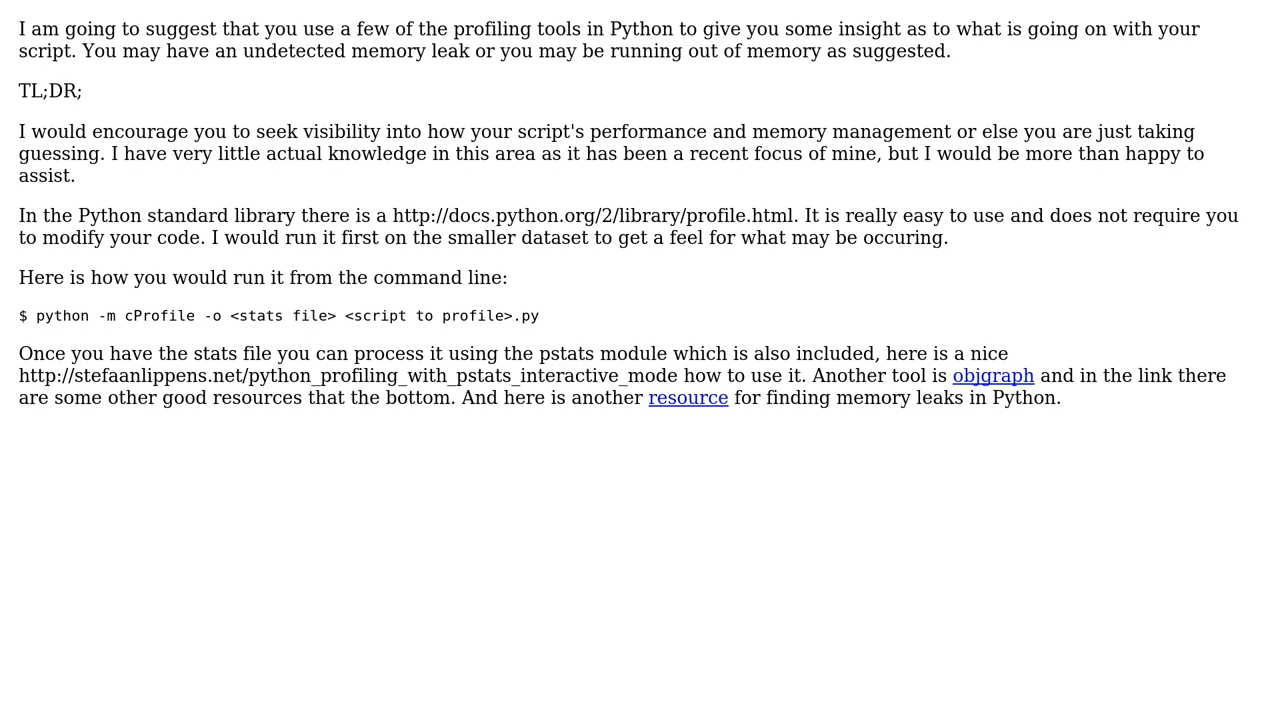 I am going to suggest that you use a few of the profiling tools in Python to give you some insight as to what is going on with your
script. You may have an undetected memory leak or you may be running out of memory as suggested.
TL;DR;
I would encourage you to seek visibility into how your script's performance and memory management or else you are just taking
guessing. I have very little actual knowledge in this area as it has been a recent focus of mine, but I would be more than happy to
assist.
In the Python standard library there is a http://docs.python.org/2/library/profile.html. It is really easy to use and does not require you
to modify your code. I would run it first on the smaller dataset to get a feel for what may be occuring.
Here is how you would run it from the command line:
$ python -m cProfile -o <stats file> <script to profile>.py
Once you have the stats file you can process it using the pstats module which is also included, here is a nice
http://stefaanlippens.net/python_profiling_with_pstats_interactive_mode how to use it. Another tool is objgraph and in the link there
are some other good resources that the bottom. And here is another resource for finding memory leaks in Python.